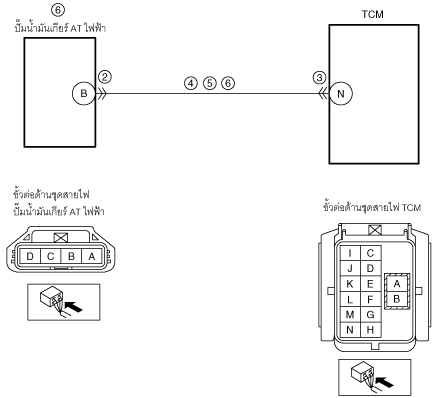 ⑥
TCM
ปั๊มน้ำมันเกียร์ AT ไฟฟ้า
② ③
B ④ ⑤ ⑥ N
ขั้วต่อด้านชุดสายไฟ
ปั๊มน้ำมันเกียร์ AT ไฟฟ้า
D C B A
ขั้วต่อด้านชุดสายไฟ TCM
I C
J D
K E A
L F B
M G
N H